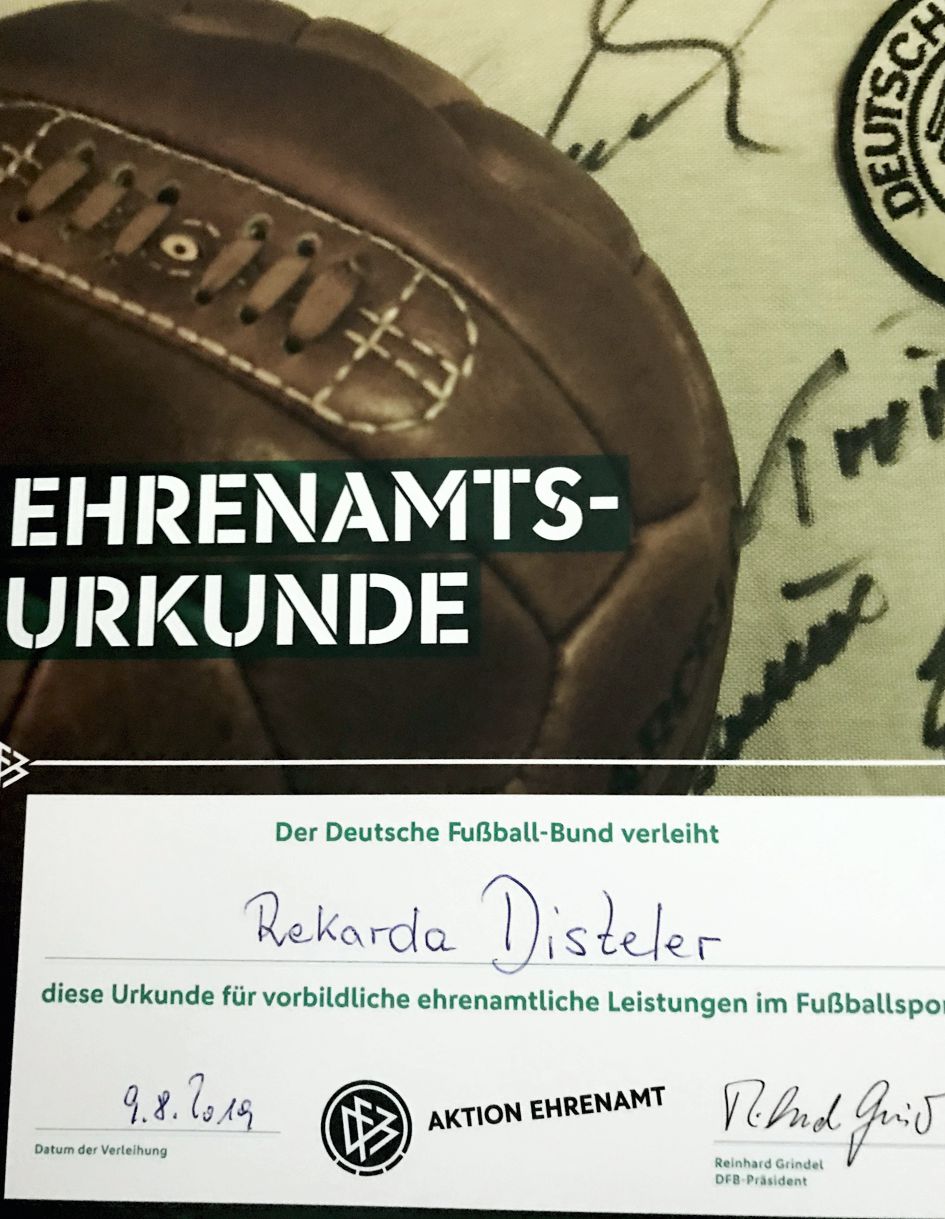 DEUTSCH
EHRENAMTS-
URKUNDE
Der Deutsche Fußball-Bund verleiht
Rekarda Disteler
diese Urkunde für vorbildliche ehrenamtliche Leistungen im Fußballspor
9.8.2019
DFB
AKTION EHRENAMT
Datum der Verleihung
Reinhard Grindel
DFB-Präsident